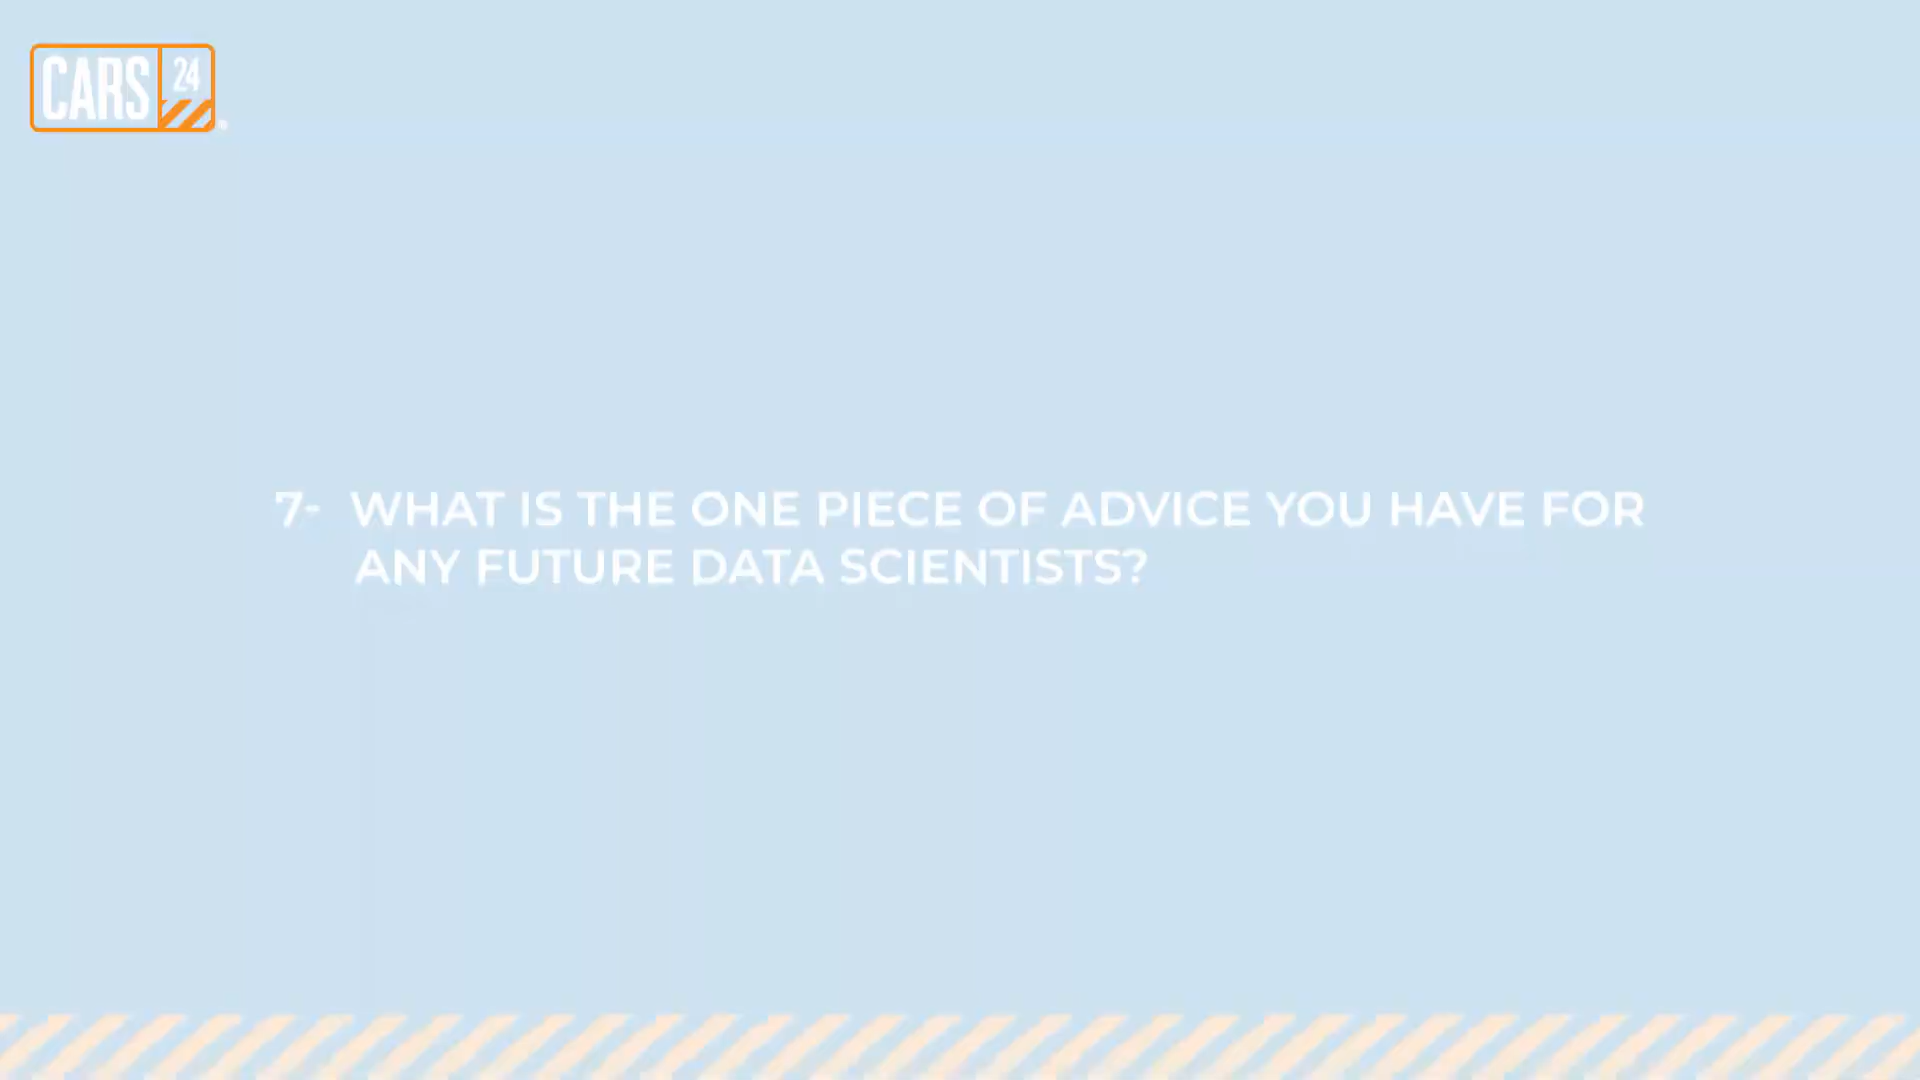 CARS 24
7- WHAT IS THE ONE PIECE OF ADVICE YOU HAVE FOR
ANY FUTURE DATA SCIENTISTS?